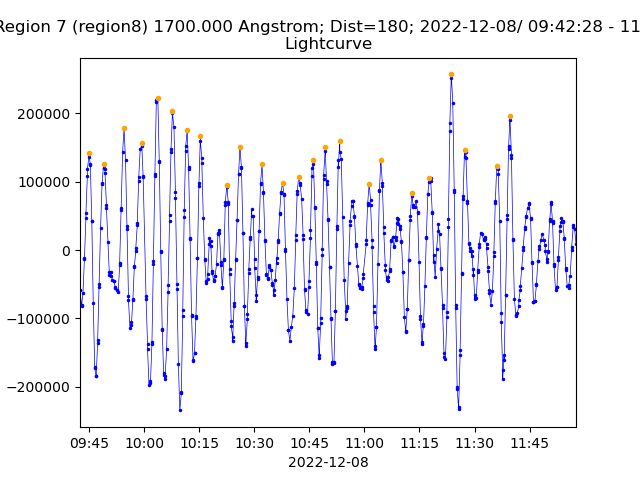 Region 7 (region8) 1700.000 Angstrom; Dist=180; 2022-12-08/ 09:42:28 - 11
Lightcurve
200000
100000
0
−100000
−200000
09:45 10:00 10:15 10:30 10:45 11:00 11:15 11:30 11:45
2022-12-08